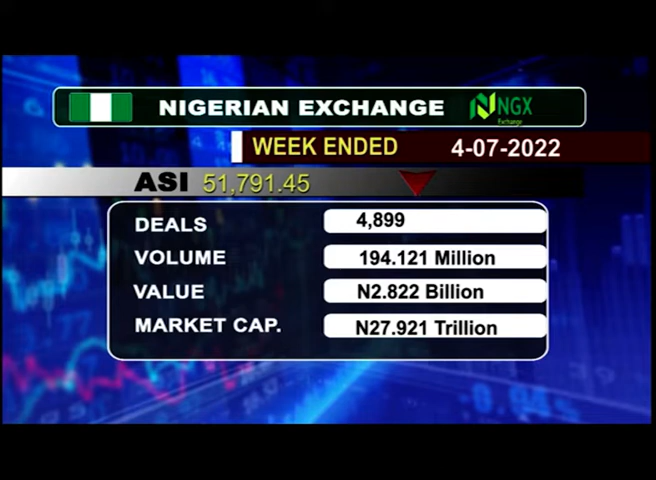 NIGERIAN EXCHANGE NGX
Exchange
WEEK ENDED 4-07-2022
ASI 51,791.45
DEALS 4,899
VOLUME 194.121 Million
VALUE N2.822 Billion
MARKET CAP. N27.921 Trillion